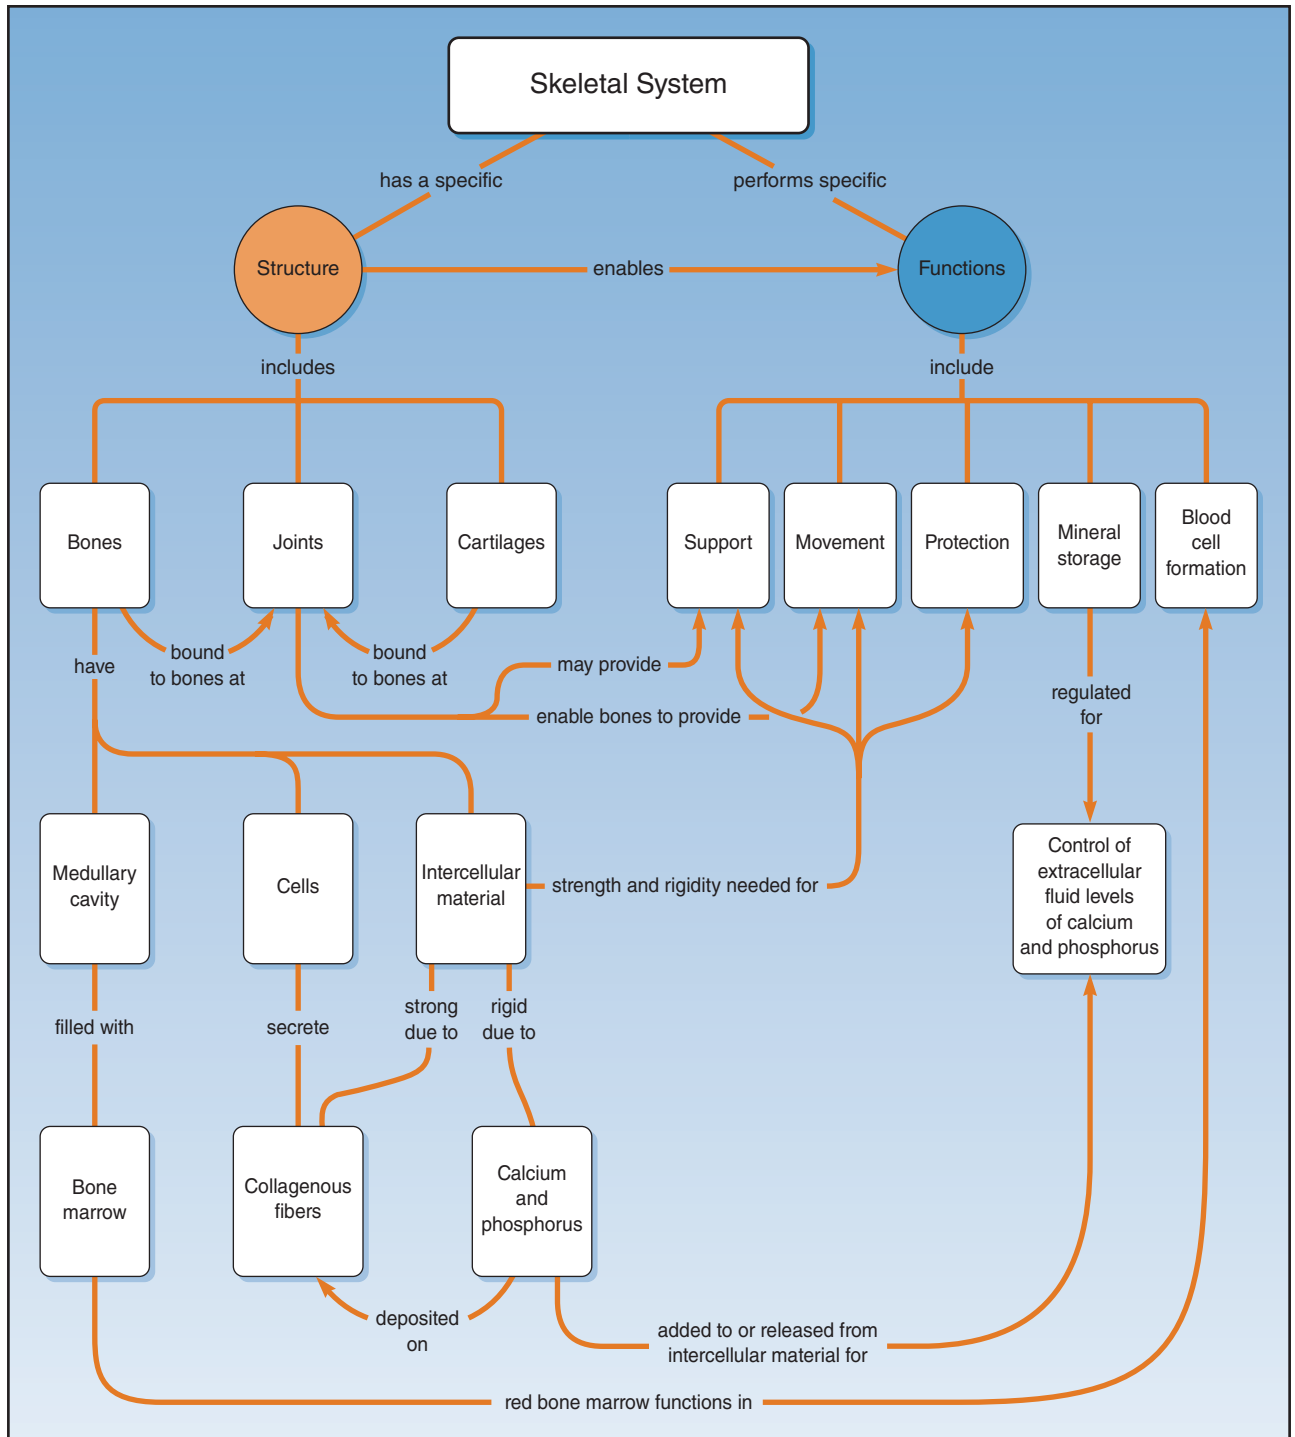 Skeletal System
has a specific
performs specific
Structure
enables
Functions
includes
include
Bones
Joints
Cartilages
Support
Movement
Protection
Mineral
storage
Blood
cell
formation
have
bound
to bones at
bound
to bones at
may provide
enable bones to provide
regulated
for
Medullary
cavity
Cells
Intercellular
material
strength and rigidity needed for
Control of
extracellular
fluid levels
of calcium
and phosphorus
filled with
secrete
strong
due to
rigid
due to
Bone
marrow
Collagenous
fibers
Calcium
and
phosphorus
deposited
on
added to or released from
intercellular material for
red bone marrow functions in